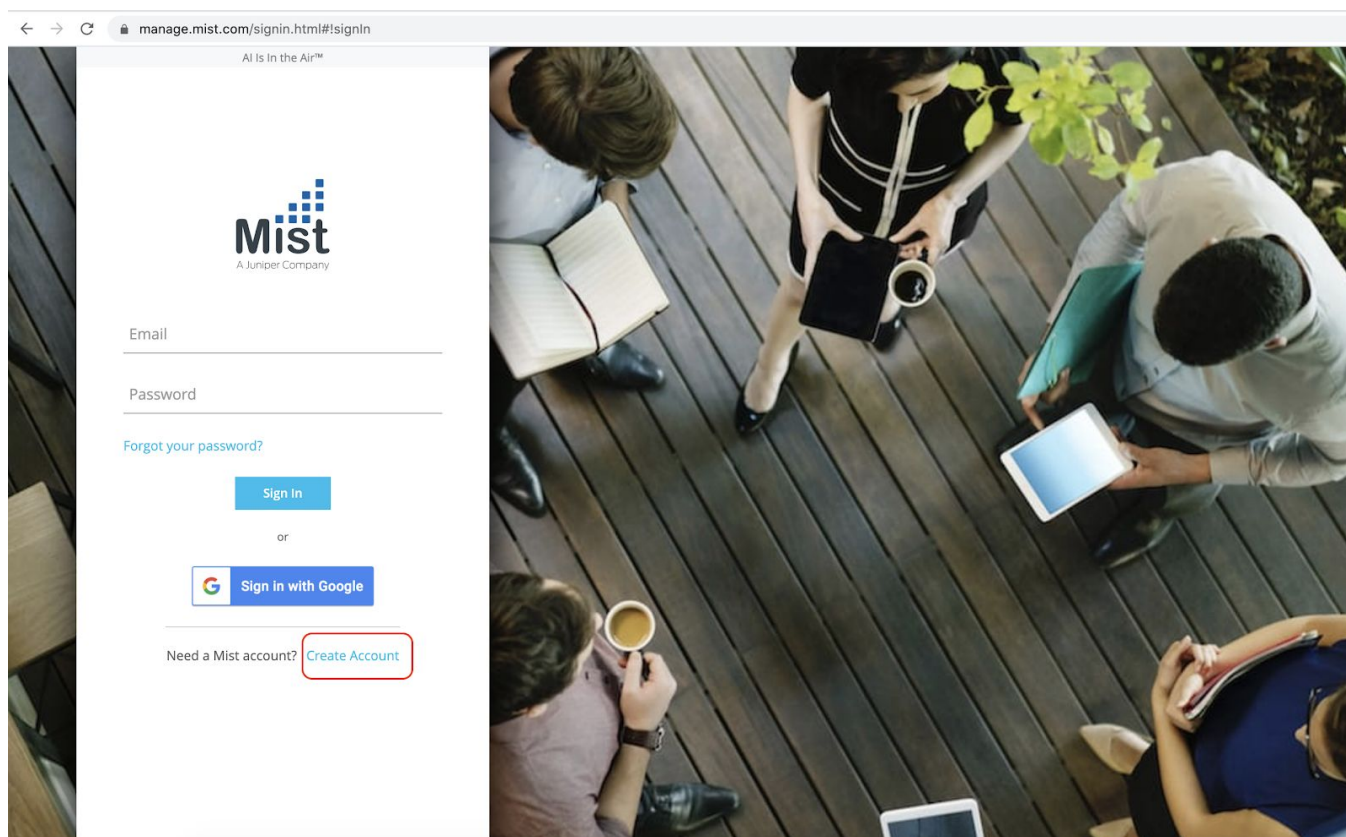 manage.mist.com/signin.html#!signIn
AI Is In the Air™
Mist
A Juniper Company
Email
Password
Forgot your password?
Sign In
or
G Sign in with Google
Need a Mist account? Create Account